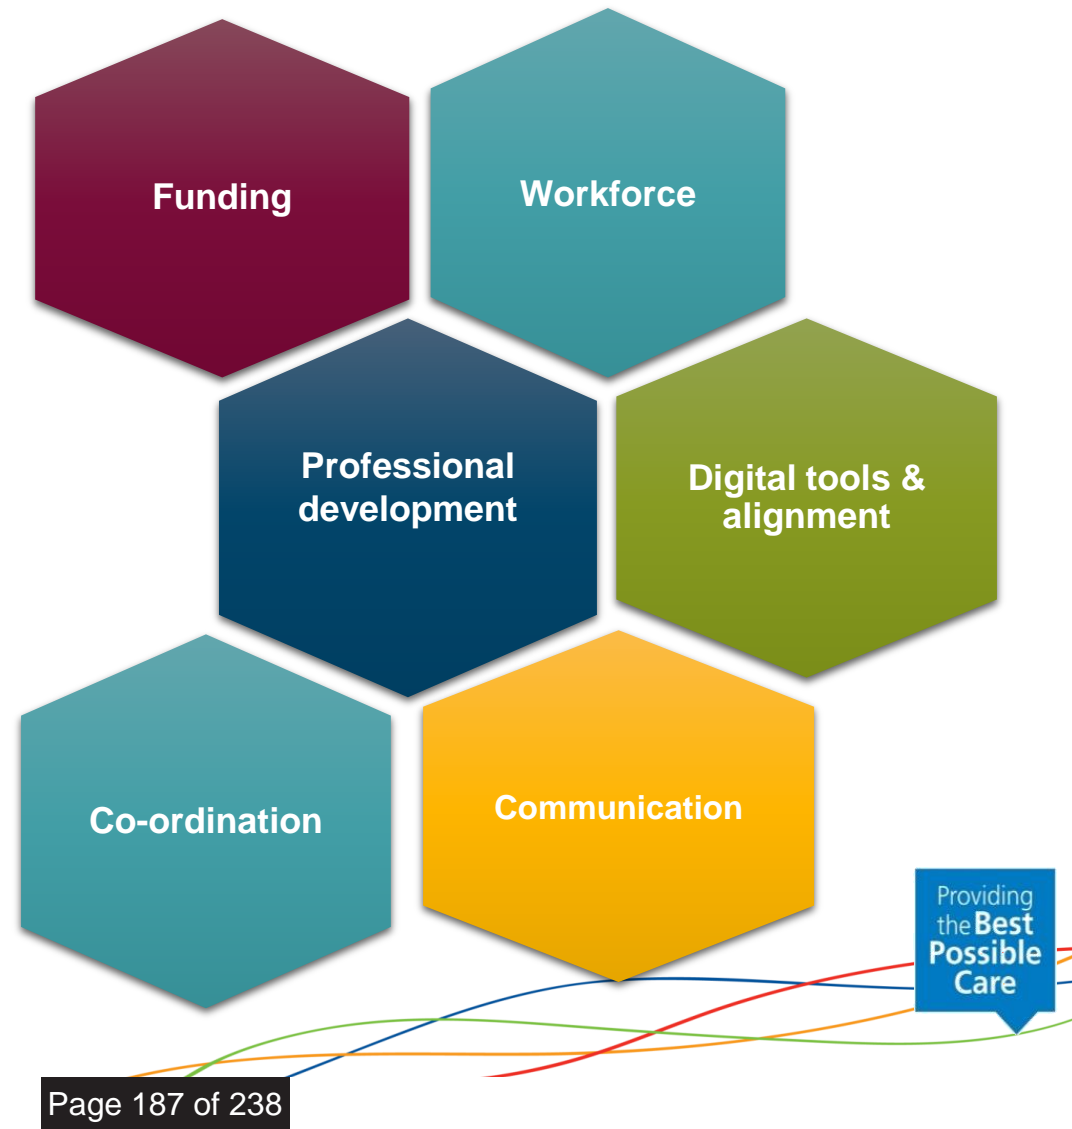 Funding
Workforce
Professional
development
Digital tools &
alignment
Co-ordination
Communication
Providing
the Best
Possible
Care
Page 187 of 238